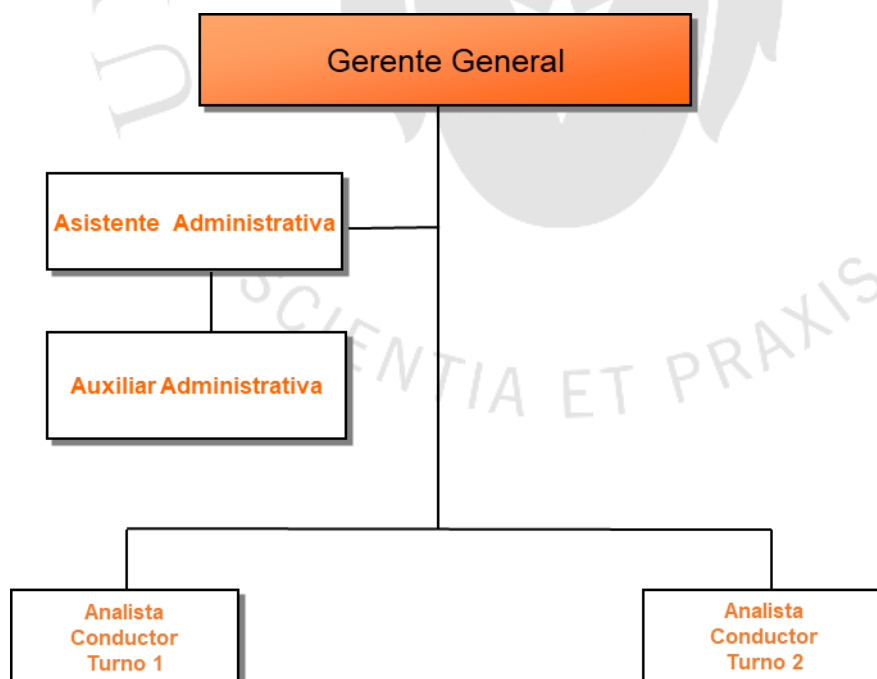 Gerente General
Asistente Administrativa
Auxiliar Administrativa
SCIENTIA ET PRAXIS
Analista
Conductor
Turno 1
Analista
Conductor
Turno 2